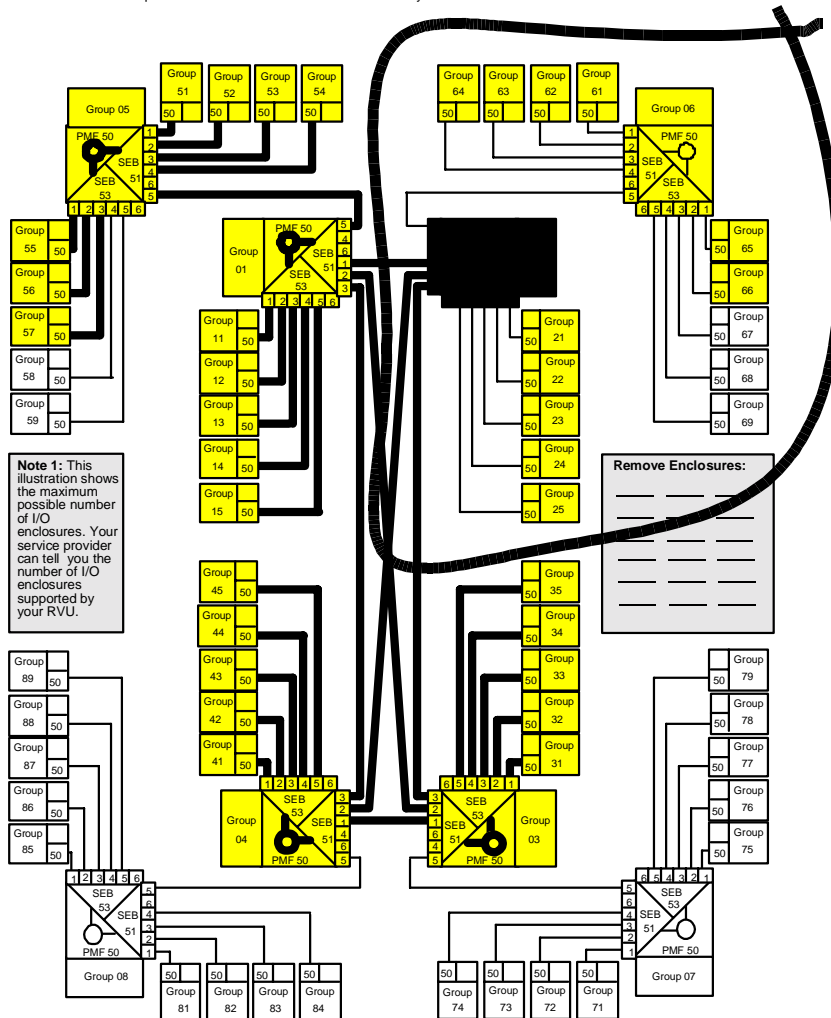 Group 51
50
Group 52
50
Group 53
50
Group 54
50
Group 64
50
Group 63
50
Group 62
50
Group 61
50
Group 05
PMF 50
SEB 51
SEB 53
1
2
3
4
6
5
1 2 3 4 5 6
Group 06
PMF 50
SEB 51
SEB 53
1
2
3
4
6
5
6 5 4 3 2 1
Group 55
50
Group 56
50
Group 57
50
Group 58
50
Group 59
50
Group 01
PMF 50
SEB 51
SEB 53
5
4
6
1
2
3
1 2 3 4 5 6
Group 65
50
Group 66
50
Group 67
50
Group 68
50
Group 69
50
Group 11
50
Group 12
50
Group 13
50
Group 14
50
Group 15
50
Group 21
50
Group 22
50
Group 23
50
Group 24
50
Group 25
50
Note 1: This
illustration shows
the maximum
possible number
of I/O
enclosures. Your
service provider
can tell you the
number of I/O
enclosures
supported by
your RVU.
Remove Enclosures:
Group 45
50
Group 44
50
Group 43
50
Group 42
50
Group 41
50
Group 35
50
Group 34
50
Group 33
50
Group 32
50
Group 31
50
Group 04
1 2 3 4 5 6
SEB 53
SEB 51
PMF 50
3
2
1
4
6
5
Group 03
6 5 4 3 2 1
SEB 53
SEB 51
PMF 50
3
2
1
6
4
5
Group 89
50
Group 88
50
Group 87
50
Group 86
50
Group 85
50
Group 79
50
Group 78
50
Group 77
50
Group 76
50
Group 75
50
1 2 3 4 5 6
SEB 53
SEB 51
PMF 50
5
6
4
3
2
1
Group 08
6 5 4 3 2 1
SEB 53
SEB 51
PMF 50
5
6
4
3
2
1
Group 07
50
Group 81
50
Group 82
50
Group 83
50
Group 84
50
Group 74
50
Group 73
50
Group 72
50
Group 71